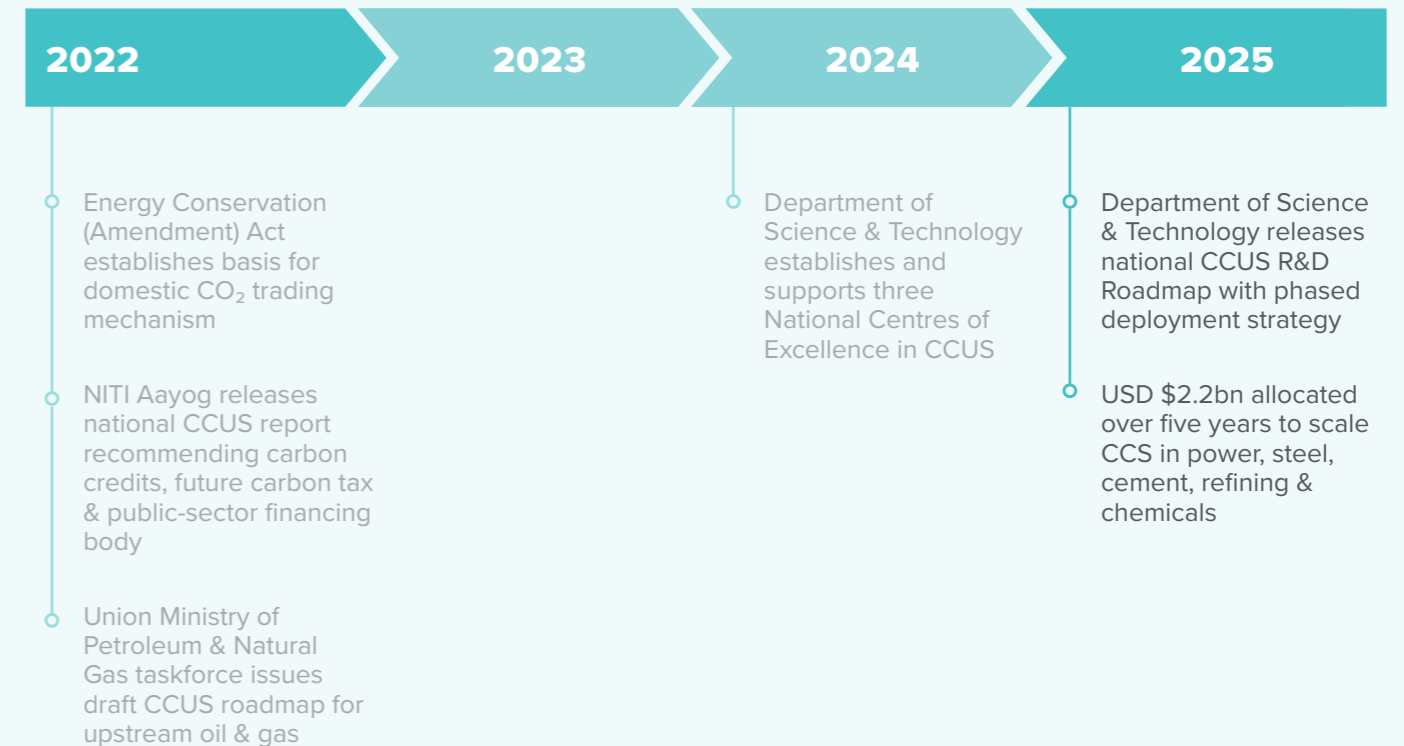 2022
2023
2024
2025
Energy Conservation
(Amendment) Act
establishes basis for
domestic CO₂ trading
mechanism
NITI Aayog releases
national CCUS report
recommending carbon
credits, future carbon tax
& public-sector financing
body
Union Ministry of
Petroleum & Natural
Gas taskforce issues
draft CCUS roadmap for
upstream oil & gas
Department of
Science & Technology
establishes and
supports three
National Centres of
Excellence in CCUS
Department of Science
& Technology releases
national CCUS R&D
Roadmap with phased
deployment strategy
USD $2.2bn allocated
over five years to scale
CCS in power, steel,
cement, refining &
chemicals